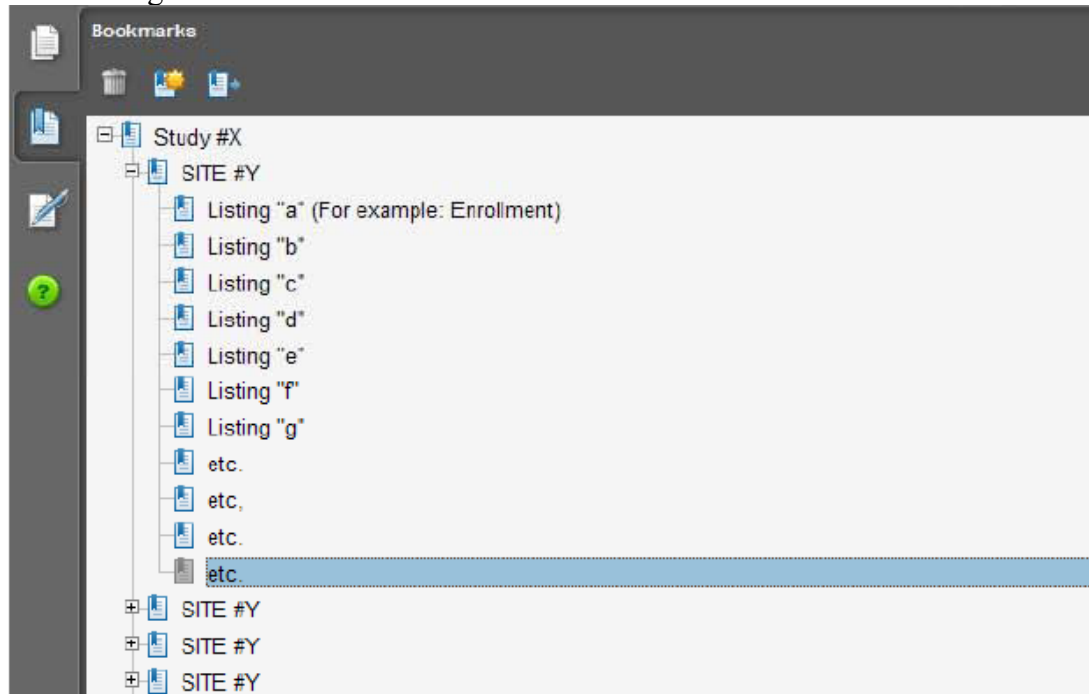 Bookmarks
Study #X
SITE #Y
Listing "a" (For example: Enrollment)
Listing "b"
Listing "c"
Listing "d"
Listing "e"
Listing "f"
Listing "g"
etc.
etc,
etc.
etc.
SITE #Y
SITE #Y
SITE #Y